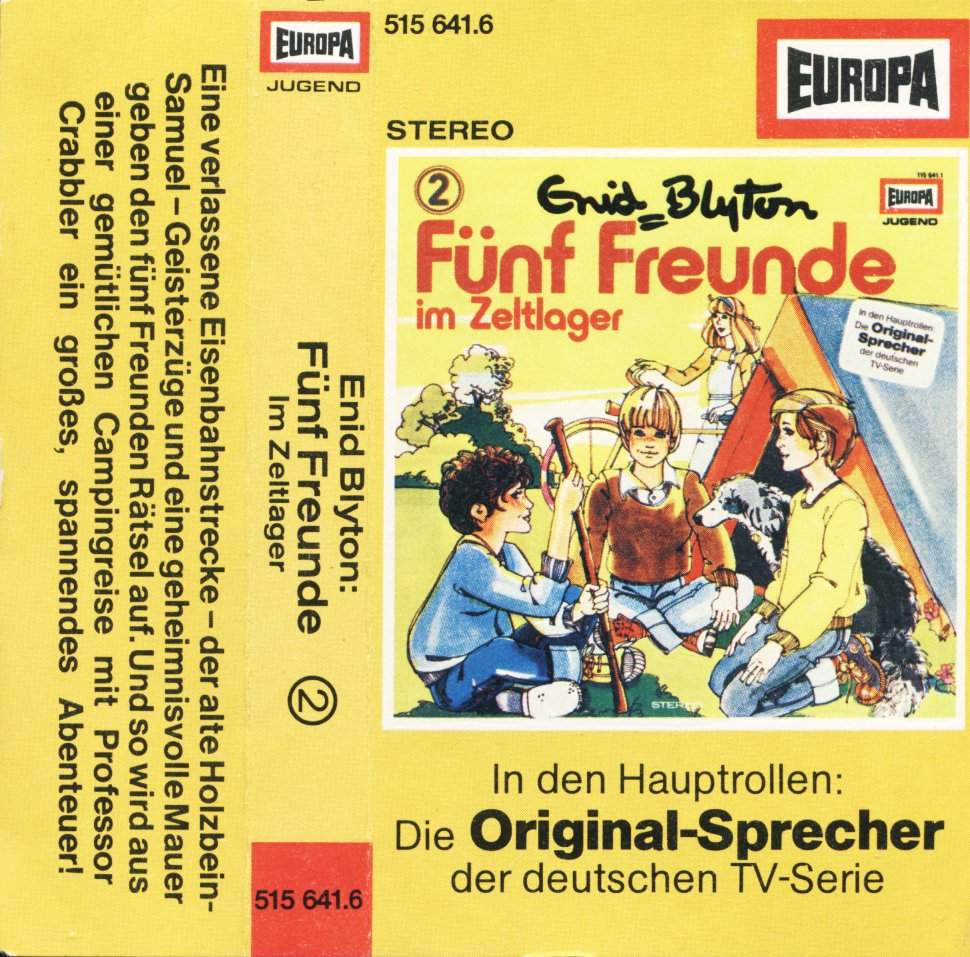 Eine verlassene Eisenbahnstrecke – der alte Holzbein-
Samuel – Geisterzüge und eine geheimnisvolle Mauer
geben den fünf Freunden Rätsel auf. Und so wird aus
einer gemütlichen Campingreise mit Professor
Crabbler ein großes, spannendes Abenteuer!
EUROPA
JUGEND
Enid Blyton:
Fünf Freunde ②
Im Zeltlager
515 641.6
515 641.6
EUROPA
STEREO
2
Enid Blyton
115 641.1
EUROPA
JUGEND
Fünf Freunde
im Zeltlager
In den Hauptrollen:
Die Original-
Sprecher
der deutschen
TV-Serie
STEREO
In den Hauptrollen:
Die Original-Sprecher
der deutschen TV-Serie